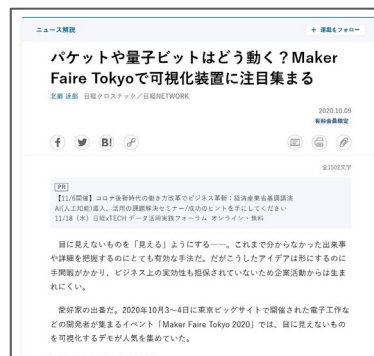 ニュース解説
+ 連載をフォロー
パケットや量子ビットはどう動く？Maker
Faire Tokyoで可視化装置に注目集まる
北郷 達郎 日経クロステック／日経NETWORK
2020.10.09
有料会員限定
B!
全1502文字
PR
【11/6開催】コロナ後新時代の働き方改革でビジネス革新：経済産業省基調講演
AI(人工知能)導入、活用の課題解決セミナー/成功のヒントを手にしてください
11/18（水）日経xTECH データ活用実践フォーラム オンライン・無料
目に見えないものを「見える」ようにする――。これまで分からなかった出来事
や詳細を把握するのにとても有効な手法だ。だがこうしたアイデアは形にするのに
手間暇がかかり、ビジネス上の実効性も担保されていないため企業活動からは生ま
れにくい。
愛好家の出番だ。2020年10月3～4日に東京ビッグサイトで開催された電子工作な
どの開発者が集まるイベント「Maker Faire Tokyo 2020」では、目に見えないもの
を可視化するデモが人気を集めていた。